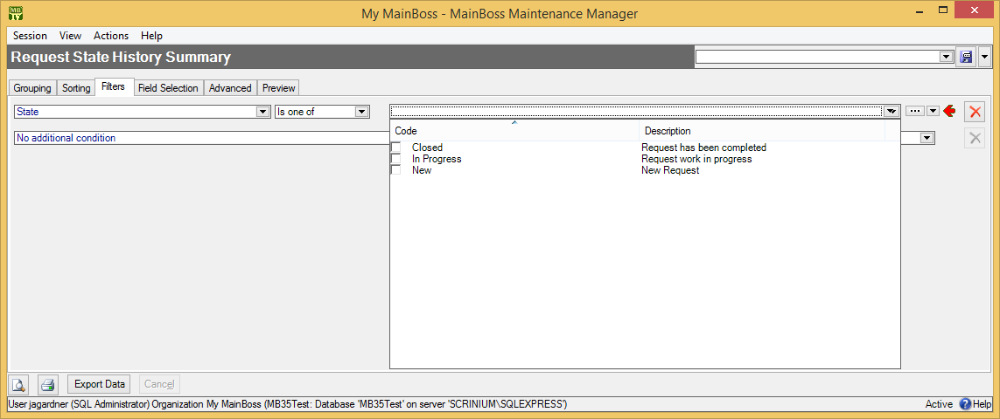 MB
TY
My MainBoss - MainBoss Maintenance Manager
Session View Actions Help
Request State History Summary
Grouping Sorting Filters Field Selection Advanced Preview
State Is one of
No additional condition
Code Description
Closed Request has been completed
In Progress Request work in progress
New New Request
Export Data Cancel
User jagardner (SQL Administrator) Organization My MainBoss (MB35Test: Database 'MB35Test' on server 'SCRINIUM\SQLEXPRESS') Active Help